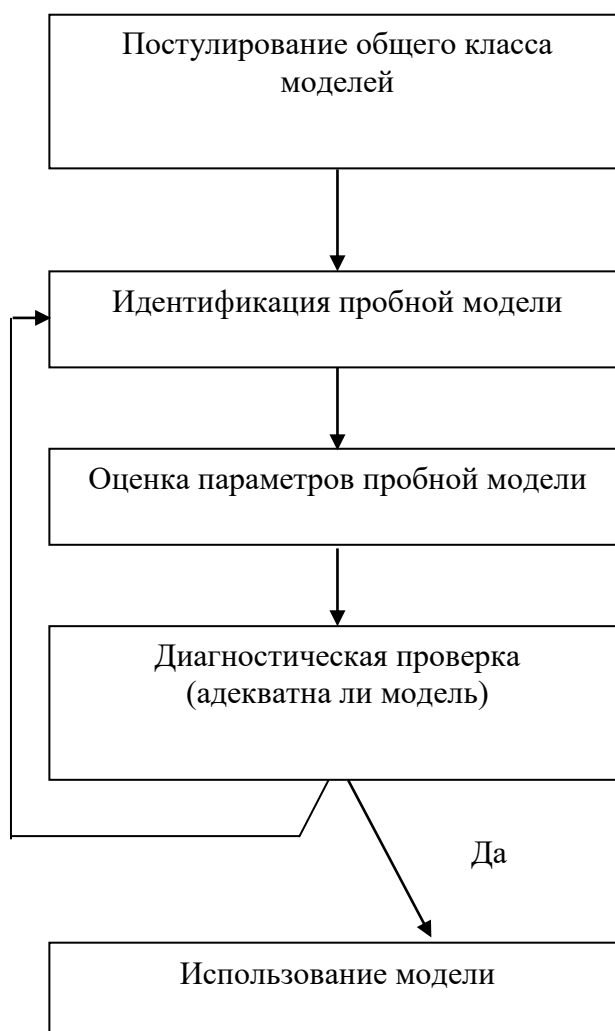 Постулирование общего класса
моделей
Идентификация пробной модели
Оценка параметров пробной модели
Диагностическая проверка
(адекватна ли модель)
Да
Использование модели